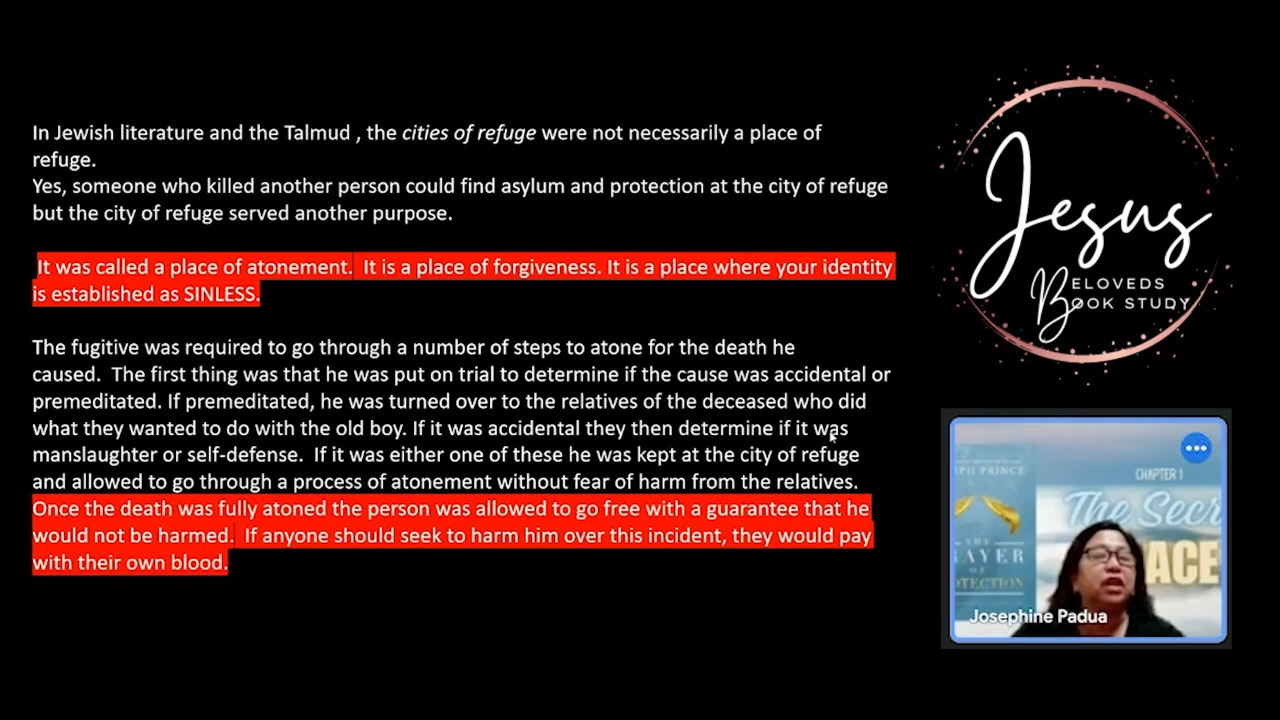 In Jewish literature and the Talmud , the cities of refuge were not necessarily a place of
refuge.
Yes, someone who killed another person could find asylum and protection at the city of refuge
but the city of refuge served another purpose.
It was called a place of atonement.  It is a place of forgiveness. It is a place where your identity
is established as SINLESS.
The fugitive was required to go through a number of steps to atone for the death he
caused.  The first thing was that he was put on trial to determine if the cause was accidental or
premeditated. If premeditated, he was turned over to the relatives of the deceased who did
what they wanted to do with the old boy. If it was accidental they then determine if it was
manslaughter or self-defense.  If it was either one of these he was kept at the city of refuge
and allowed to go through a process of atonement without fear of harm from the relatives.
Once the death was fully atoned the person was allowed to go free with a guarantee that he
would not be harmed.  If anyone should seek to harm him over this incident, they would pay
with their own blood.
Jesus
BELOVEDS
BOOK STUDY
PRINCE
CHAPTER 1
The
THE
OF
Josephine Padua